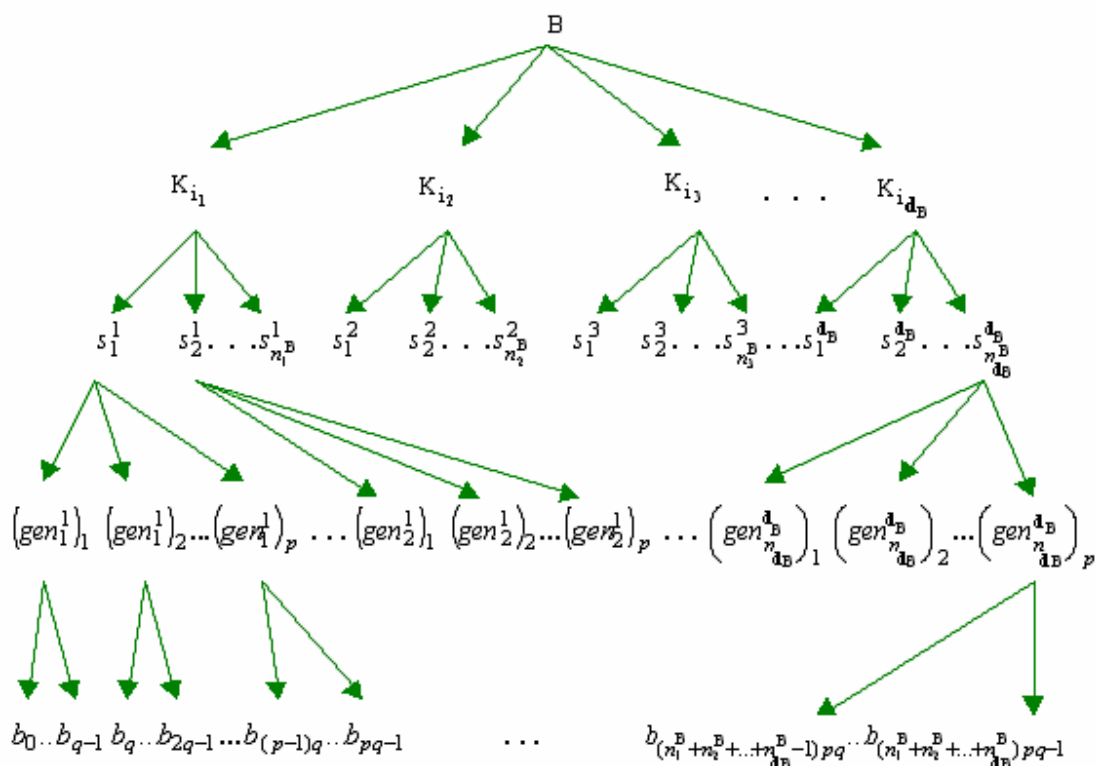 B
K_{i_1} K_{i_2} K_{i_3} . . . K_{i_{d_B}}
s_1^1 s_2^1 . . . s_{n_1^B}^1 s_1^2 s_2^2 . . . s_{n_2^B}^2 s_1^3 s_2^3 . . . s_{n_3^B}^3 . . . s_1^{d_B} s_2^{d_B} . . . s_{n_{d_B}^B}^{d_B}
(gen_1^1)_1 (gen_1^1)_2 ... (gen_1^1)_p . . . (gen_2^1)_1 (gen_2^1)_2 ... (gen_2^1)_p ... (gen_{n_{d_B}}^{d_B})_1 (gen_{n_{d_B}}^{d_B})_2 ... (gen_{n_{d_B}}^{d_B})_p
b_0 .. b_{q-1} b_q .. b_{2q-1} ... b_{(p-1)q} .. b_{pq-1} . . . b_{(n_1^B+n_2^B+...+n_{d_B}^B-1)pq} .. b_{(n_1^B+n_2^B+...+n_{d_B}^B)pq-1}